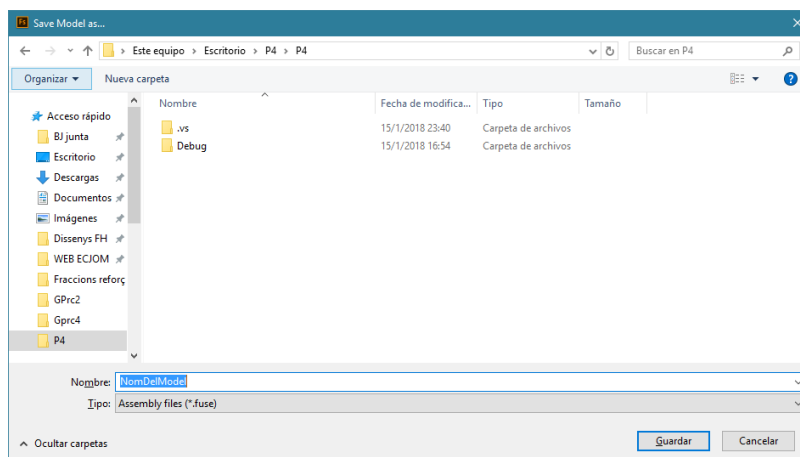 Fs Save Model as...
Este equipo > Escritorio > P4 > P4
Buscar en P4
Organizar Nueva carpeta
Nombre Fecha de modifica... Tipo Tamaño
Acceso rápido
BJ junta
Escritorio
Descargas
Documentos
Imágenes
Dissenys FH
WEB ECJOM
Fraccions reforç
GPrc2
Gprc4
P4
.vs 15/1/2018 23:40 Carpeta de archivos
Debug 15/1/2018 16:54 Carpeta de archivos
Nombre: NomDelModel
Tipo: Assembly files (*.fuse)
Ocultar carpetas Guardar Cancelar